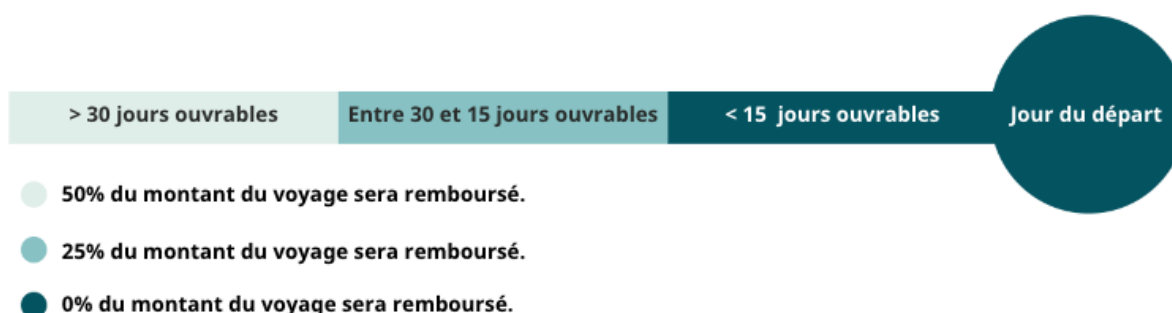 > 30 jours ouvrables
Entre 30 et 15 jours ouvrables
< 15 jours ouvrables
Jour du départ
50% du montant du voyage sera remboursé.
25% du montant du voyage sera remboursé.
0% du montant du voyage sera remboursé.